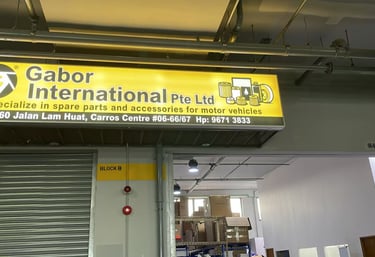 Gabor
International Pte Ltd
ecialize in spare parts and accessories for motor vehicles
60 Jalan Lam Huat, Carros Centre #06-66/67 Hp: 9671 3833
BLOCK B